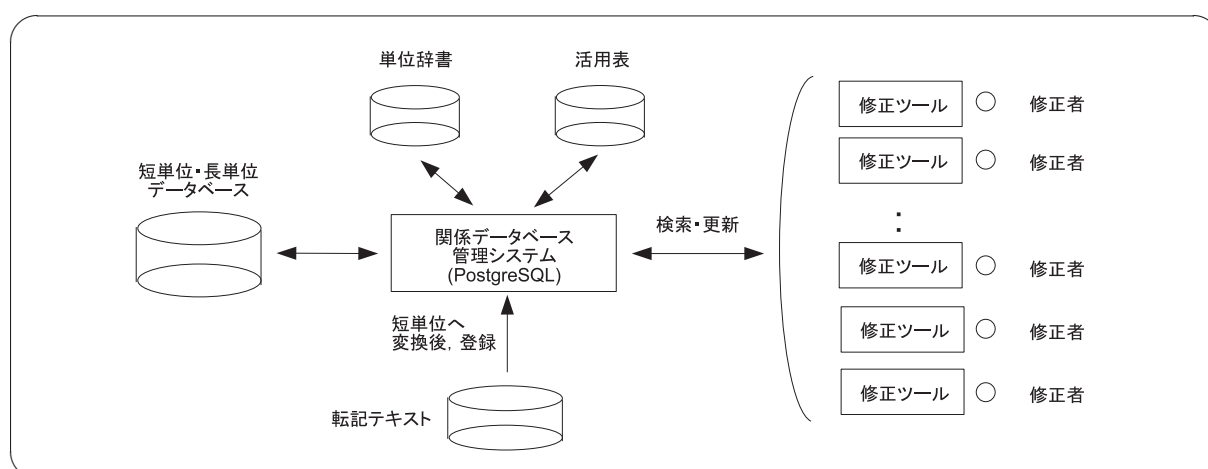 単位辞書
活用表
短単位・長単位
データベース
関係データベース
管理システム
(PostgreSQL)
検索・更新
短単位へ
変換後，登録
転記テキスト
修正ツール 修正者
修正ツール 修正者
：
修正ツール 修正者
修正ツール 修正者
修正ツール 修正者